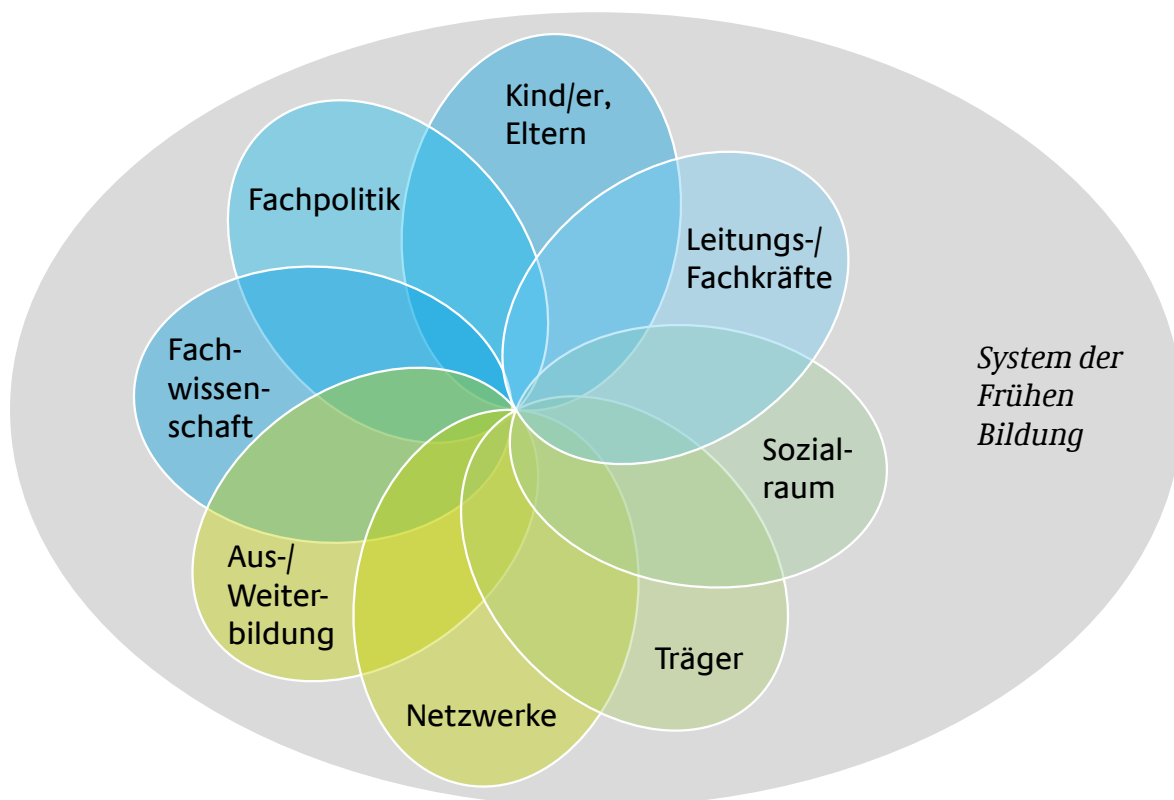 Kind/er,
Eltern
Fachpolitik
Leitungs-/
Fachkräfte
Fach-
wissen-
schaft
System der
Frühen
Bildung
Sozial-
raum
Aus-/
Weiter-
bildung
Träger
Netzwerke